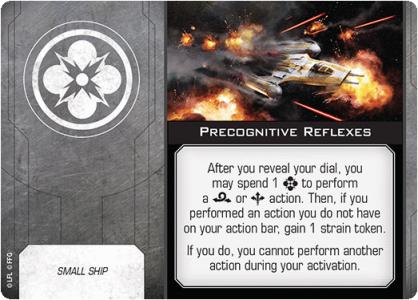 PRECOGNITIVE REFLEXES
After you reveal your dial, you
may spend 1 to perform
a or action. Then, if you
performed an action you do not have
on your action bar, gain 1 strain token.
If you do, you cannot perform another
action during your activation.
SMALL SHIP
© LFL © FFG